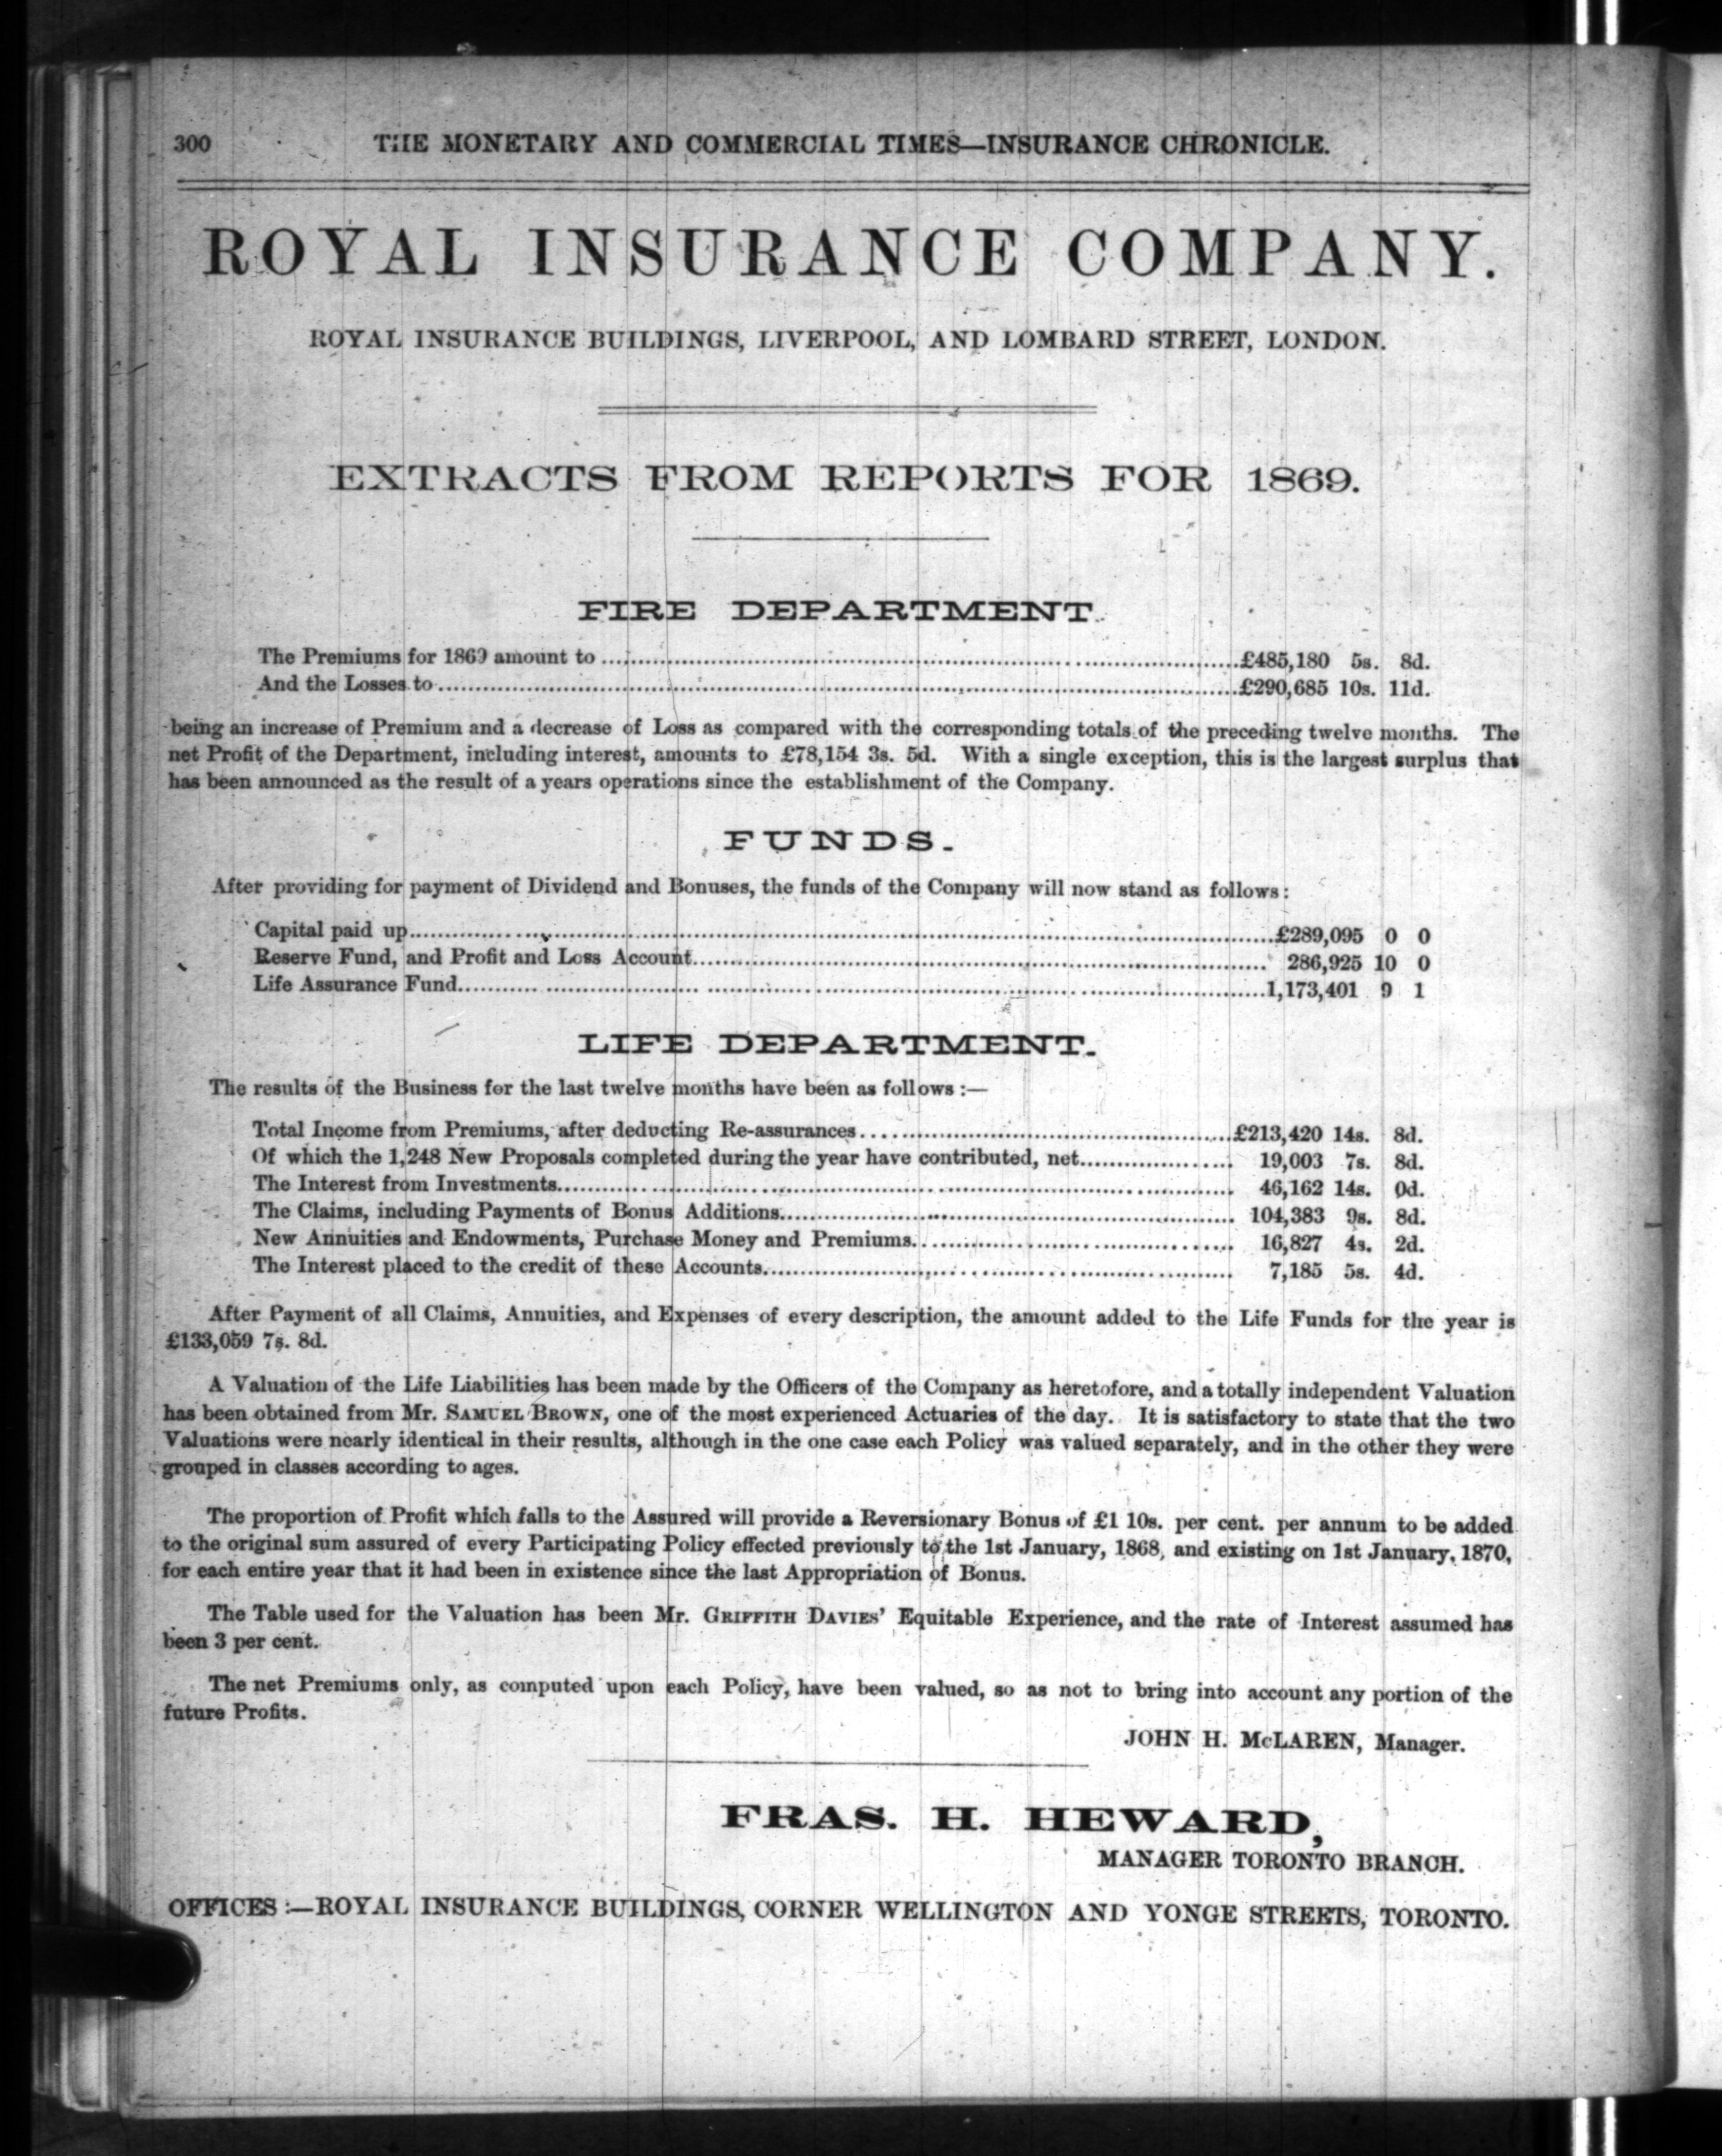 300
THE MONETARY AND COMMERCIAL TIMES—INSURANCE CHRONICLE.
ROYAL INSURANCE COMPANY.
ROYAL INSURANCE BUILDINGS, LIVERPOOL, AND LOMBARD STREET, LONDON.
EXTRACTS FROM REPORTS FOR 1869.
FIRE DEPARTMENT.
The Premiums for 1869 amount to ........ £485,180 5s. 8d.
And the Losses to ........ £290,685 10s. 11d.
being an increase of Premium and a decrease of Loss as compared with the corresponding totals of the preceding twelve months. The
net Profit of the Department, including interest, amounts to £78,154 3s. 5d. With a single exception, this is the largest surplus that
has been announced as the result of a years operations since the establishment of the Company.
FUNDS.
After providing for payment of Dividend and Bonuses, the funds of the Company will now stand as follows:
Capital paid up ........ £289,095 0 0
Reserve Fund, and Profit and Loss Account ........ 286,925 10 0
Life Assurance Fund ........ 1,173,401 9 1
LIFE DEPARTMENT.
The results of the Business for the last twelve months have been as follows :—
Total Income from Premiums, after deducting Re-assurances ........ £213,420 14s. 8d.
Of which the 1,248 New Proposals completed during the year have contributed, net ........ 19,003 7s. 8d.
The Interest from Investments ........ 46,162 14s. 0d.
The Claims, including Payments of Bonus Additions ........ 104,383 9s. 8d.
New Annuities and Endowments, Purchase Money and Premiums ........ 16,827 4s. 2d.
The Interest placed to the credit of these Accounts ........ 7,185 5s. 4d.
After Payment of all Claims, Annuities, and Expenses of every description, the amount added to the Life Funds for the year is
£133,059 7s. 8d.
A Valuation of the Life Liabilities has been made by the Officers of the Company as heretofore, and a totally independent Valuation
has been obtained from Mr. SAMUEL BROWN, one of the most experienced Actuaries of the day. It is satisfactory to state that the two
Valuations were nearly identical in their results, although in the one case each Policy was valued separately, and in the other they were
grouped in classes according to ages.
The proportion of Profit which falls to the Assured will provide a Reversionary Bonus of £1 10s. per cent. per annum to be added
to the original sum assured of every Participating Policy effected previously to the 1st January, 1868, and existing on 1st January, 1870,
for each entire year that it had been in existence since the last Appropriation of Bonus.
The Table used for the Valuation has been Mr. GRIFFITH DAVIES' Equitable Experience, and the rate of Interest assumed has
been 3 per cent.
The net Premiums only, as computed upon each Policy, have been valued, so as not to bring into account any portion of the
future Profits.
JOHN H. McLAREN, Manager.
FRAS. H. HEWARD,
MANAGER TORONTO BRANCH.
OFFICES :—ROYAL INSURANCE BUILDINGS, CORNER WELLINGTON AND YONGE STREETS, TORONTO.